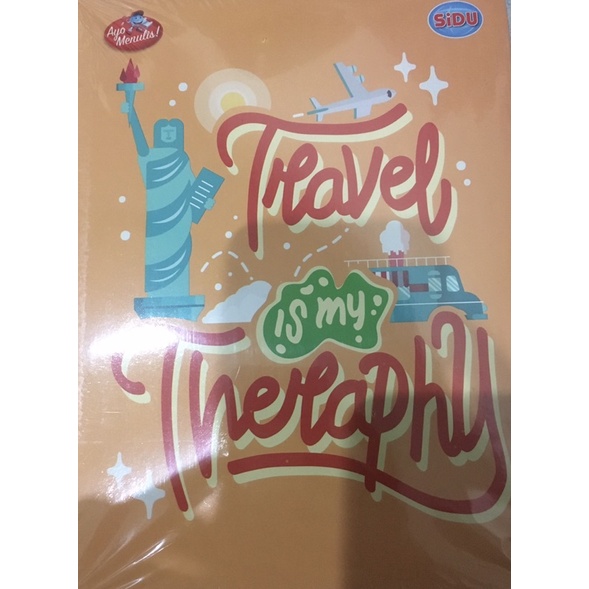 Ayo
Menulis!
SiDU
Travel
is my
Theraphy